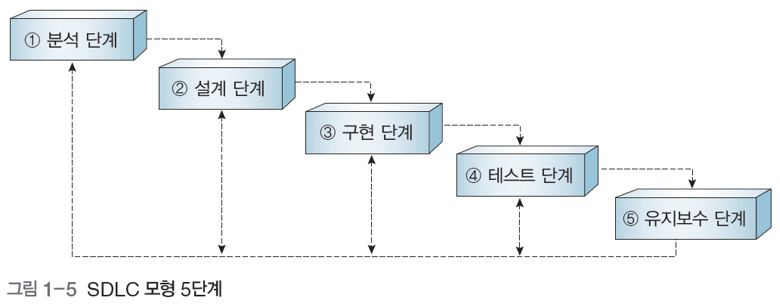 ① 분석 단계
② 설계 단계
③ 구현 단계
④ 테스트 단계
⑤ 유지보수 단계
그림 1-5 SDLC 모형 5단계